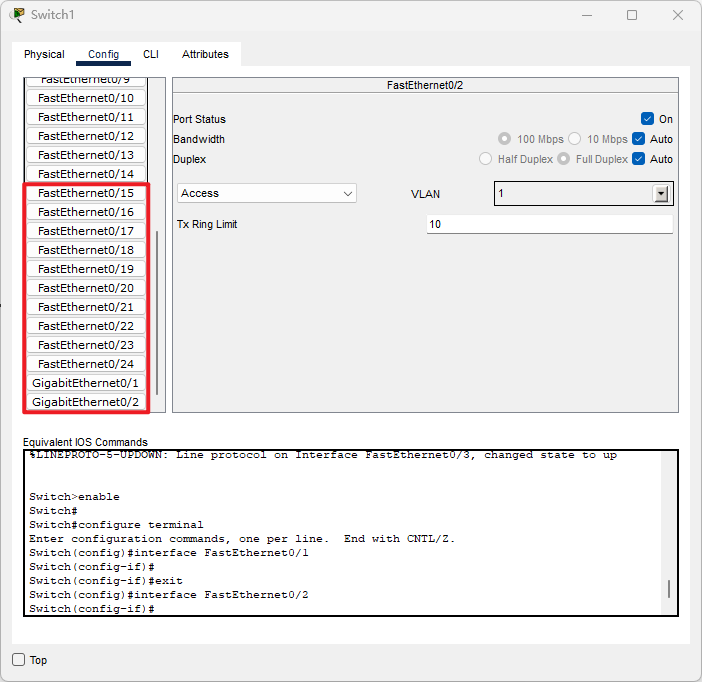 Switch1
Physical Config CLI Attributes
FastEthernet0/9
FastEthernet0/10
FastEthernet0/11
FastEthernet0/12
FastEthernet0/13
FastEthernet0/14
FastEthernet0/15
FastEthernet0/16
FastEthernet0/17
FastEthernet0/18
FastEthernet0/19
FastEthernet0/20
FastEthernet0/21
FastEthernet0/22
FastEthernet0/23
FastEthernet0/24
GigabitEthernet0/1
GigabitEthernet0/2
FastEthernet0/2
Port Status On
Bandwidth 100 Mbps 10 Mbps Auto
Duplex Half Duplex Full Duplex Auto
Access VLAN 1
Tx Ring Limit 10
Equivalent IOS Commands
%LINEPROTO-5-UPDOWN: Line protocol on Interface FastEthernet0/3, changed state to up
Switch>enable
Switch#
Switch#configure terminal
Enter configuration commands, one per line. End with CNTL/Z.
Switch(config)#interface FastEthernet0/1
Switch(config-if)#
Switch(config-if)#exit
Switch(config)#interface FastEthernet0/2
Switch(config-if)#
Top